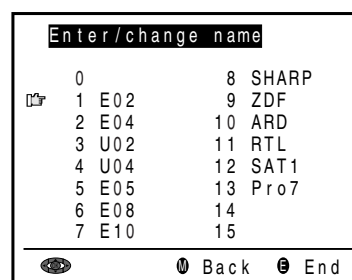 Enter/change name
0 8 SHARP
1 E02 9 ZDF
2 E04 10 ARD
3 U02 11 RTL
4 U04 12 SAT1
5 E05 13 Pro7
6 E08 14
7 E10 15
M Back E End